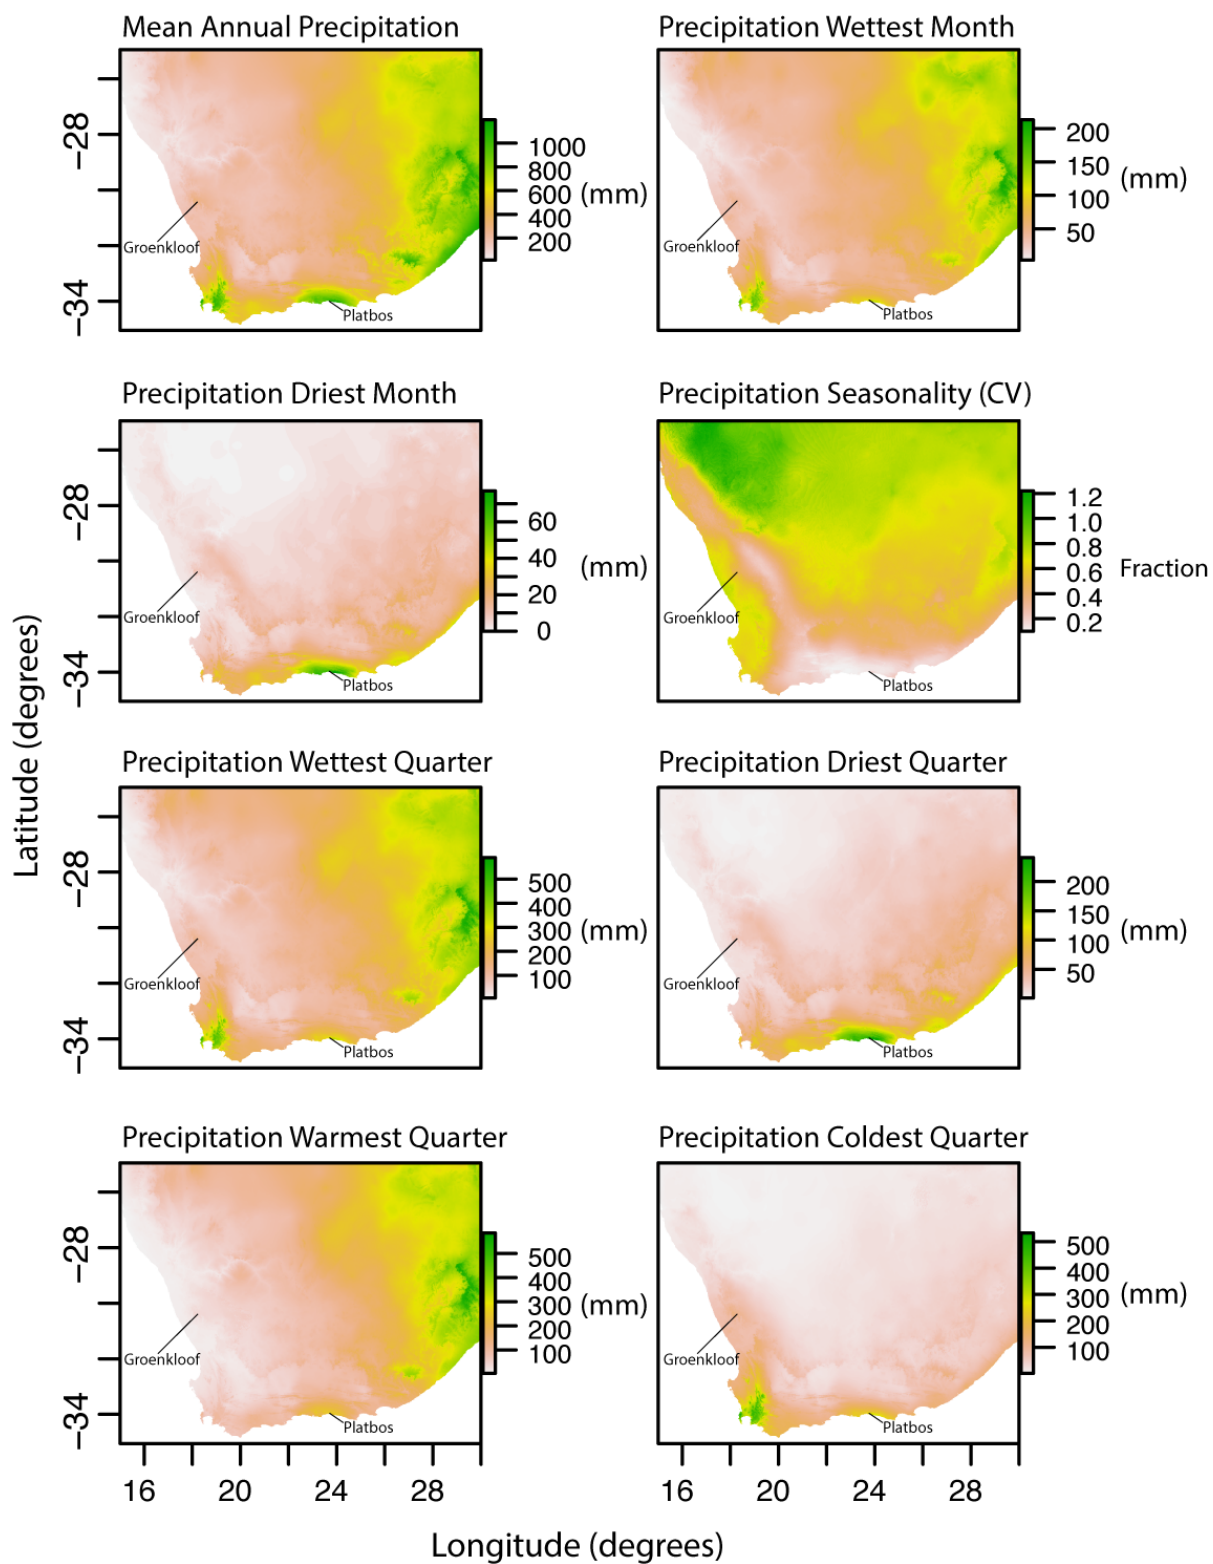 Mean Annual Precipitation
Precipitation Wettest Month
−28
−34
1000
800
600
400
200
(mm)
Groenkloof
Platbos
200
150
100
50
(mm)
Groenkloof
Platbos
Precipitation Driest Month
Precipitation Seasonality (CV)
−28
−34
60
40
20
0
(mm)
Groenkloof
Platbos
1.2
1.0
0.8
0.6
0.4
0.2
Fraction
Groenkloof
Platbos
Latitude (degrees)
Precipitation Wettest Quarter
Precipitation Driest Quarter
−28
−34
500
400
300
200
100
(mm)
Groenkloof
Platbos
200
150
100
50
(mm)
Groenkloof
Platbos
Precipitation Warmest Quarter
Precipitation Coldest Quarter
−28
−34
500
400
300
200
100
(mm)
Groenkloof
Platbos
500
400
300
200
100
(mm)
Groenkloof
Platbos
16 20 24 28
16 20 24 28
Longitude (degrees)